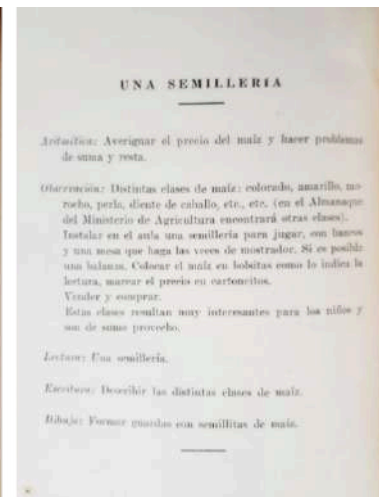 UNA SEMILLERIA
Aritmética: Averiguar el precio del maíz y hacer problemas
de suma y resta.
Observación: Distintas clases de maíz: colorado, amarillo, mo-
rocho, perla, diente de caballo, etc., etc. (en el Almanaque
del Ministerio de Agricultura encontrará otras clases).
Instalar en el aula una semillería para jugar, con bancos
y una mesa que haga las veces de mostrador. Si es posible
una balanza. Colocar el maíz en bolsitas como lo indica la
lectura, marcar el precio en cartoncitos.
Vender y comprar.
Estas clases resultan muy interesantes para los niños y
son de sumo provecho.
Lectura: Una semillería.
Escritura: Describir las distintas clases de maíz.
Dibujo: Formar guardas con semillitas de maíz.